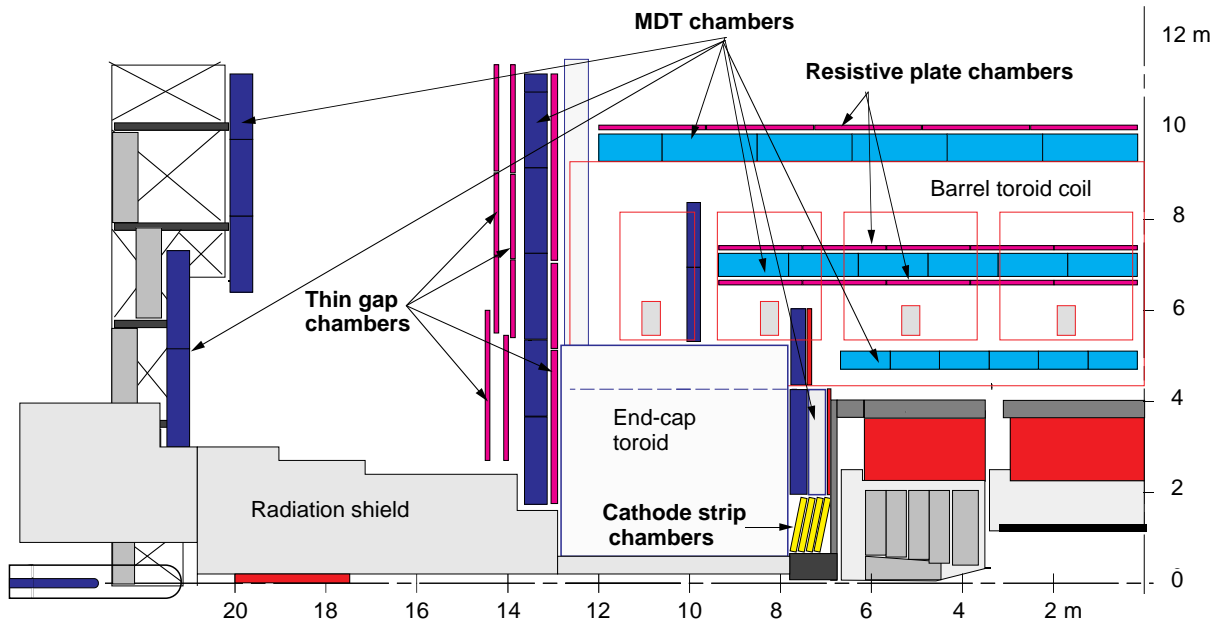 MDT chambers
12 m
Resistive plate chambers
10
Barrel toroid coil
8
Thin gap
chambers
6
4
End-cap
toroid
2
Radiation shield
Cathode strip
chambers
0
20 18 16 14 12 10 8 6 4 2 m